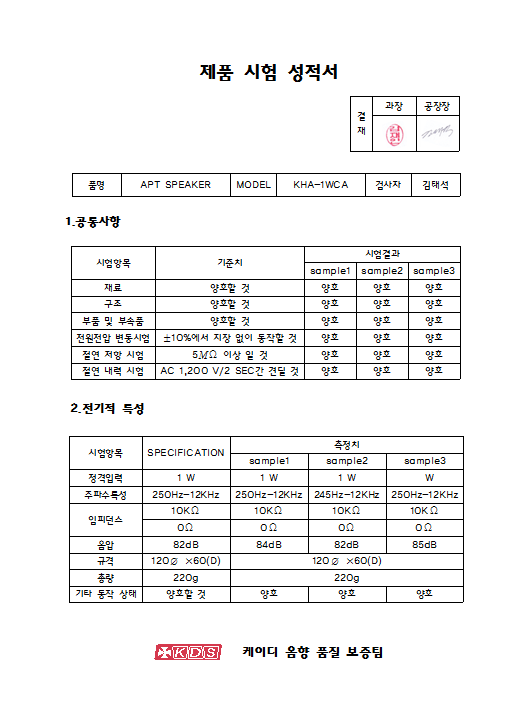 제품 시험 성적서
결재 과장 공장장
품명 APT SPEAKER MODEL KHA-1WCA 검사자 김태석
1.공통사항
시험항목 기준치 시험결과
sample1 sample2 sample3
재료 양호할 것 양호 양호 양호
구조 양호할 것 양호 양호 양호
부품 및 부속품 양호할 것 양호 양호 양호
전원전압 변동시험 ±10%에서 지장 없이 동작할 것 양호 양호 양호
절연 저항 시험 5MΩ 이상 일 것 양호 양호 양호
절연 내력 시험 AC 1,200 V/2 SEC간 견딜 것 양호 양호 양호
2.전기적 특성
시험항목 SPECIFICATION 측정치
sample1 sample2 sample3
정격입력 1 W 1 W 1 W W
주파수특성 250Hz-12KHz 250Hz-12KHz 245Hz-12KHz 250Hz-12KHz
임피던스 10KΩ 10KΩ 10KΩ 10KΩ
0Ω 0Ω 0Ω 0Ω
음압 82dB 84dB 82dB 85dB
규격 120∅ ×60(D) 120∅ ×60(D)
총량 220g 220g
기타 동작 상태 양호할 것 양호 양호 양호
KDS 케이디 음향 품질 보증팀